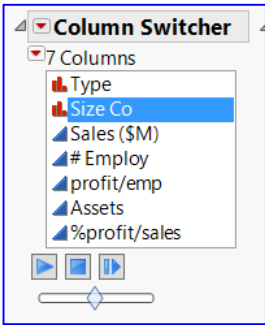 Column Switcher
7 Columns
Type
Size Co
Sales ($M)
# Employ
profit/emp
Assets
%profit/sales